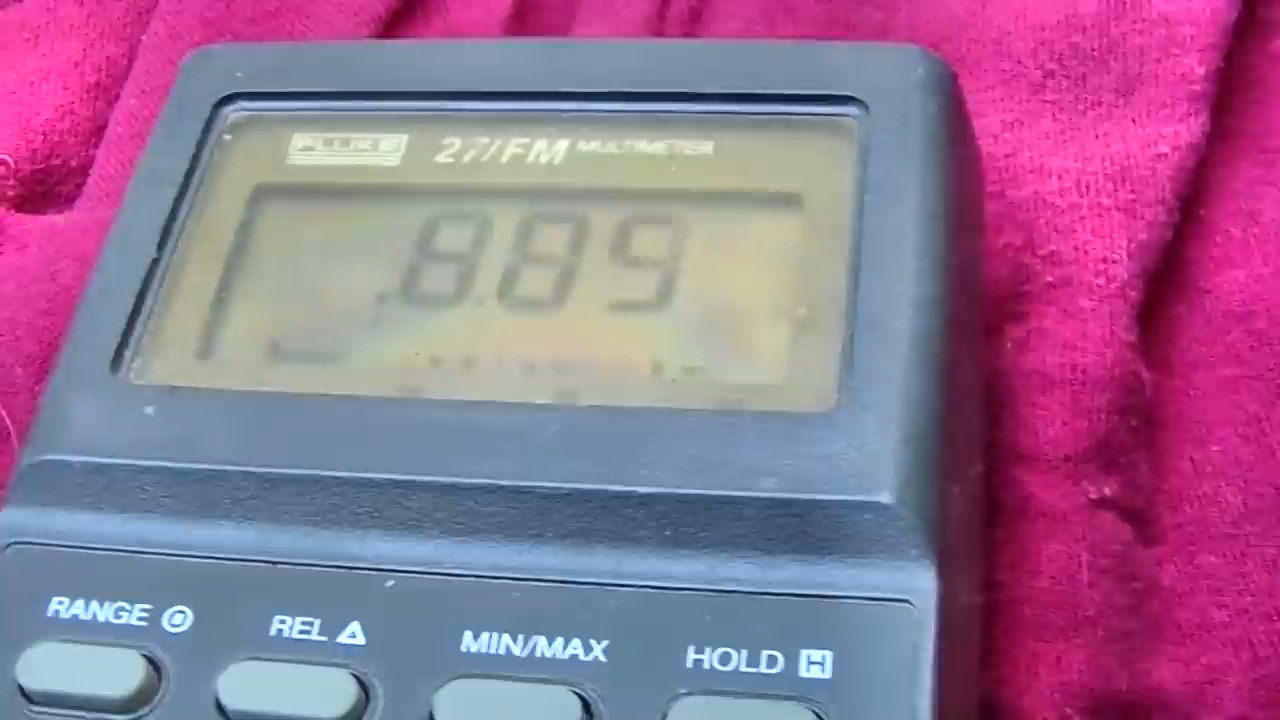 FLUKE 27/FM MULTIMETER
.889
RANGE
REL △
MIN/MAX
HOLD H